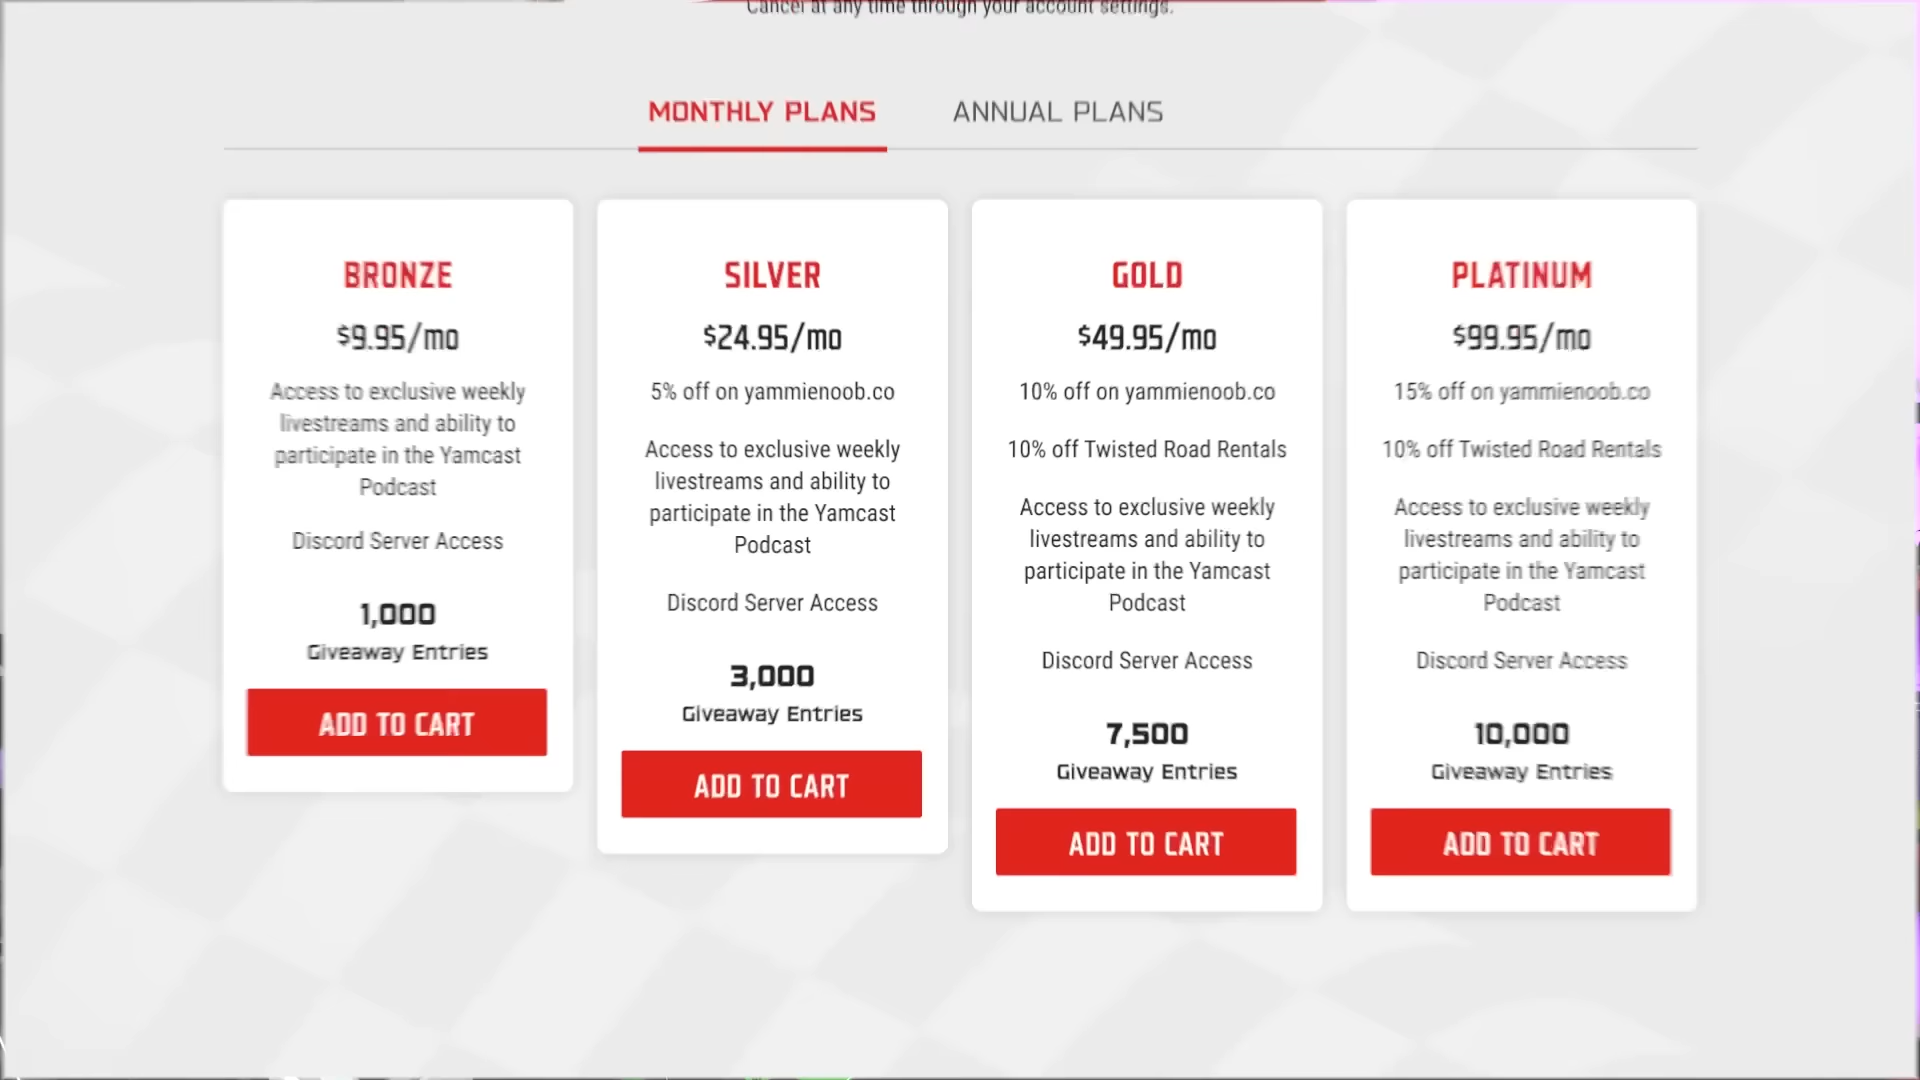 Cancel at any time through your account settings.
MONTHLY PLANS
ANNUAL PLANS
BRONZE
$9.95/mo
Access to exclusive weekly
livestreams and ability to
participate in the Yamcast
Podcast
Discord Server Access
1,000
Giveaway Entries
ADD TO CART
SILVER
$24.95/mo
5% off on yammienoob.co
Access to exclusive weekly
livestreams and ability to
participate in the Yamcast
Podcast
Discord Server Access
3,000
Giveaway Entries
ADD TO CART
GOLD
$49.95/mo
10% off on yammienoob.co
10% off Twisted Road Rentals
Access to exclusive weekly
livestreams and ability to
participate in the Yamcast
Podcast
Discord Server Access
7,500
Giveaway Entries
ADD TO CART
PLATINUM
$99.95/mo
15% off on yammienoob.co
10% off Twisted Road Rentals
Access to exclusive weekly
livestreams and ability to
participate in the Yamcast
Podcast
Discord Server Access
10,000
Giveaway Entries
ADD TO CART